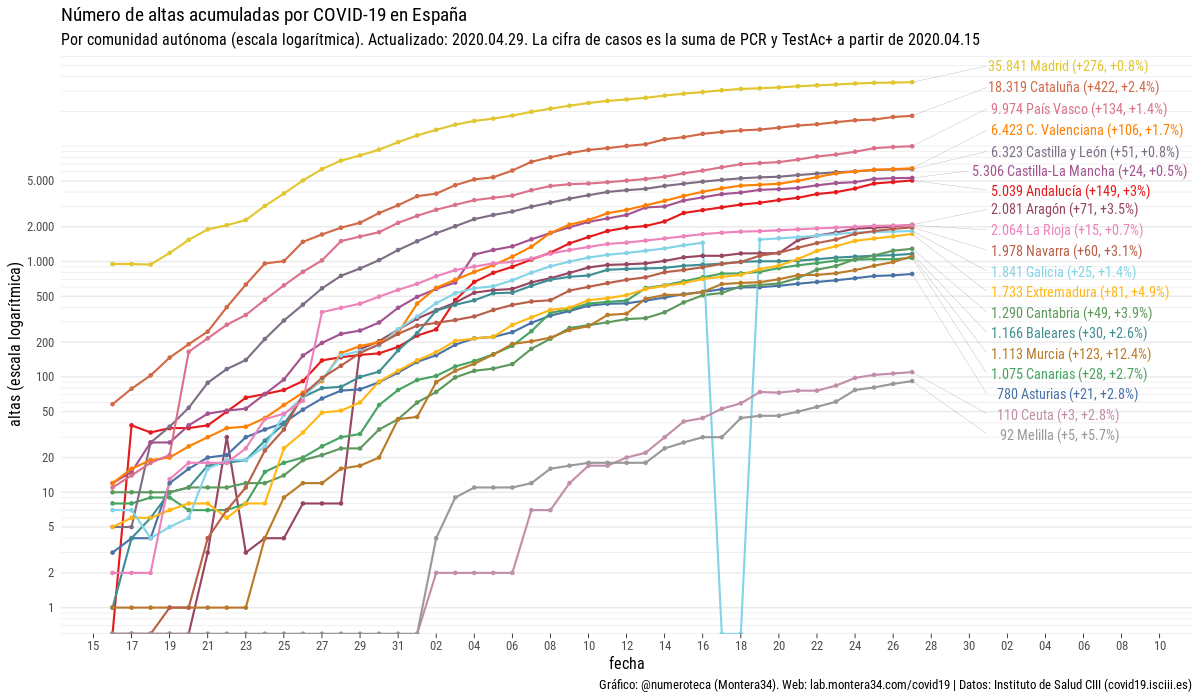 Número de altas acumuladas por COVID-19 en España
Por comunidad autónoma (escala logarítmica). Actualizado: 2020.04.29. La cifra de casos es la suma de PCR y TestAc+ a partir de 2020.04.15
35.841 Madrid (+276, +0.8%)
18.319 Cataluña (+422, +2.4%)
9.974 País Vasco (+134, +1.4%)
6.423 C. Valenciana (+106, +1.7%)
6.323 Castilla y León (+51, +0.8%)
5.306 Castilla-La Mancha (+24, +0.5%)
5.039 Andalucía (+149, +3%)
2.081 Aragón (+71, +3.5%)
2.064 La Rioja (+15, +0.7%)
1.978 Navarra (+60, +3.1%)
1.841 Galicia (+25, +1.4%)
1.733 Extremadura (+81, +4.9%)
1.290 Cantabria (+49, +3.9%)
1.166 Baleares (+30, +2.6%)
1.113 Murcia (+123, +12.4%)
1.075 Canarias (+28, +2.7%)
780 Asturias (+21, +2.8%)
110 Ceuta (+3, +2.8%)
92 Melilla (+5, +5.7%)
altas (escala logarítmica)
5.000
2.000
1.000
500
200
100
50
20
10
5
2
1
15 17 19 21 23 25 27 29 31 02 04 06 08 10 12 14 16 18 20 22 24 26 28 30 02 04 06 08 10
fecha
Gráfico: @numeroteca (Montera34). Web: lab.montera34.com/covid19 | Datos: Instituto de Salud CIII (covid19.isciii.es)